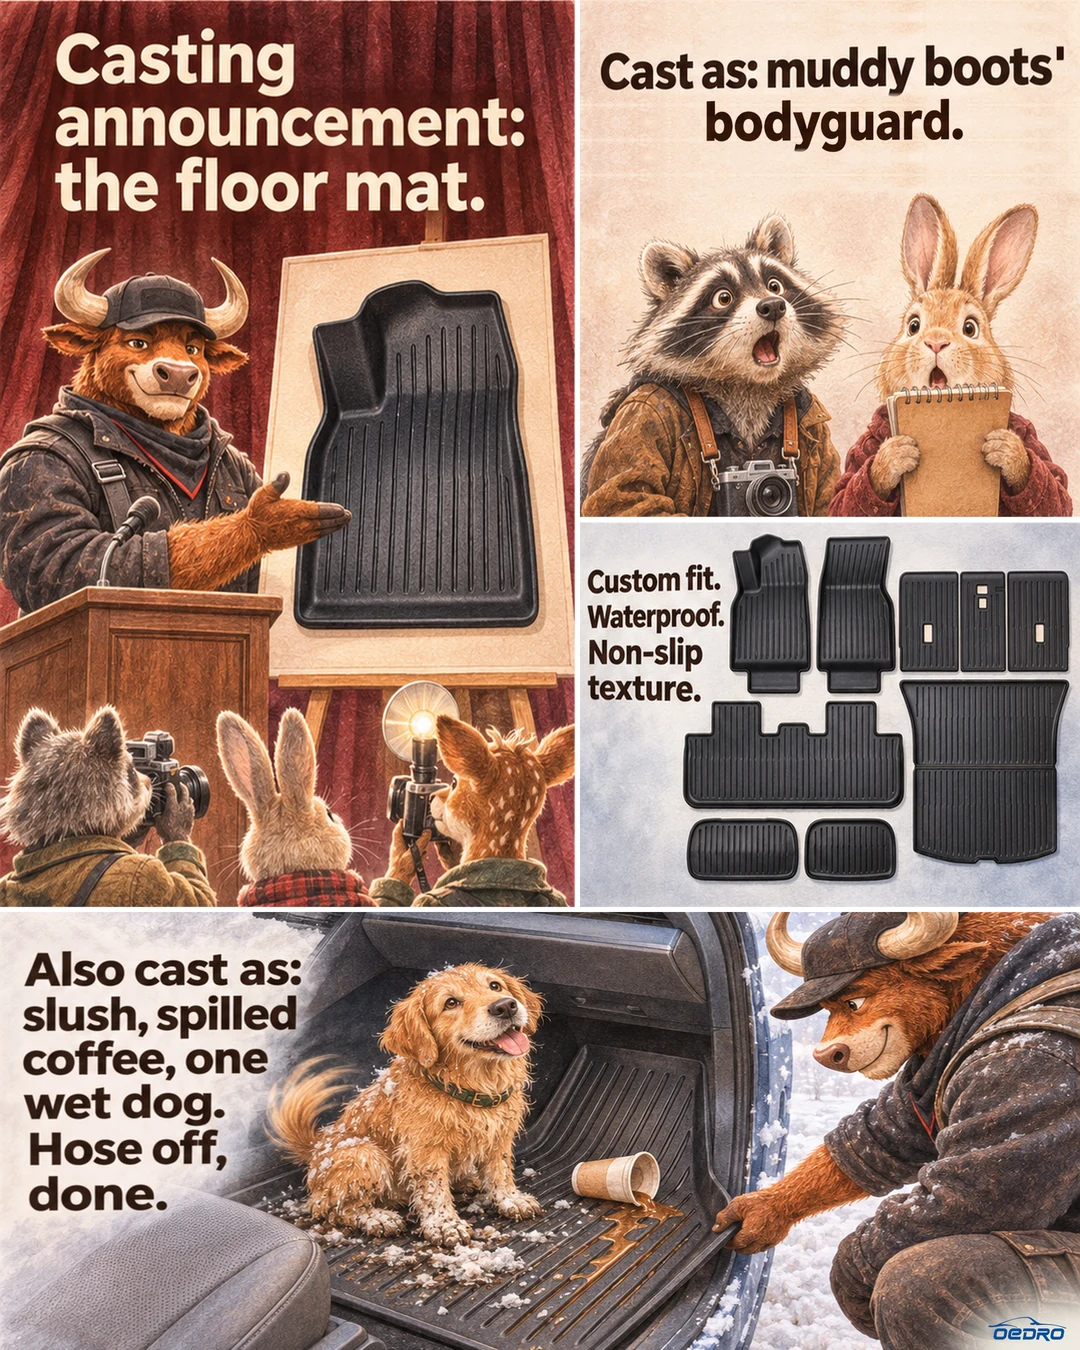 Casting
announcement:
the floor mat.
Cast as: muddy boots'
bodyguard.
Custom fit.
Waterproof.
Non-slip
texture.
Also cast as:
slush, spilled
coffee, one
wet dog.
Hose off,
done.
OEDRO